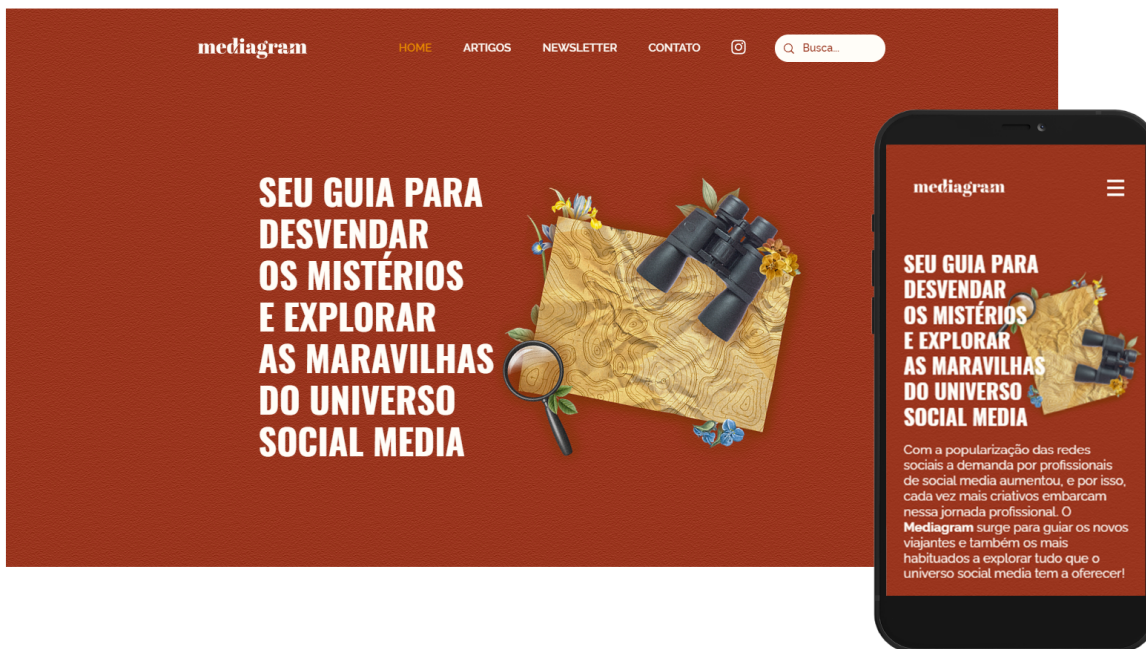 mediagram
HOME ARTIGOS NEWSLETTER CONTATO Busca...
SEU GUIA PARA
DESVENDAR
OS MISTÉRIOS
E EXPLORAR
AS MARAVILHAS
DO UNIVERSO
SOCIAL MEDIA
mediagram
SEU GUIA PARA
DESVENDAR
OS MISTÉRIOS
E EXPLORAR
AS MARAVILHAS
DO UNIVERSO
SOCIAL MEDIA
Com a popularização das redes
sociais a demanda por profissionais
de social media aumentou, e por isso,
cada vez mais criativos embarcam
nessa jornada profissional. O
Mediagram surge para guiar os novos
viajantes e também os mais
habituados a explorar tudo que o
universo social media tem a oferecer!